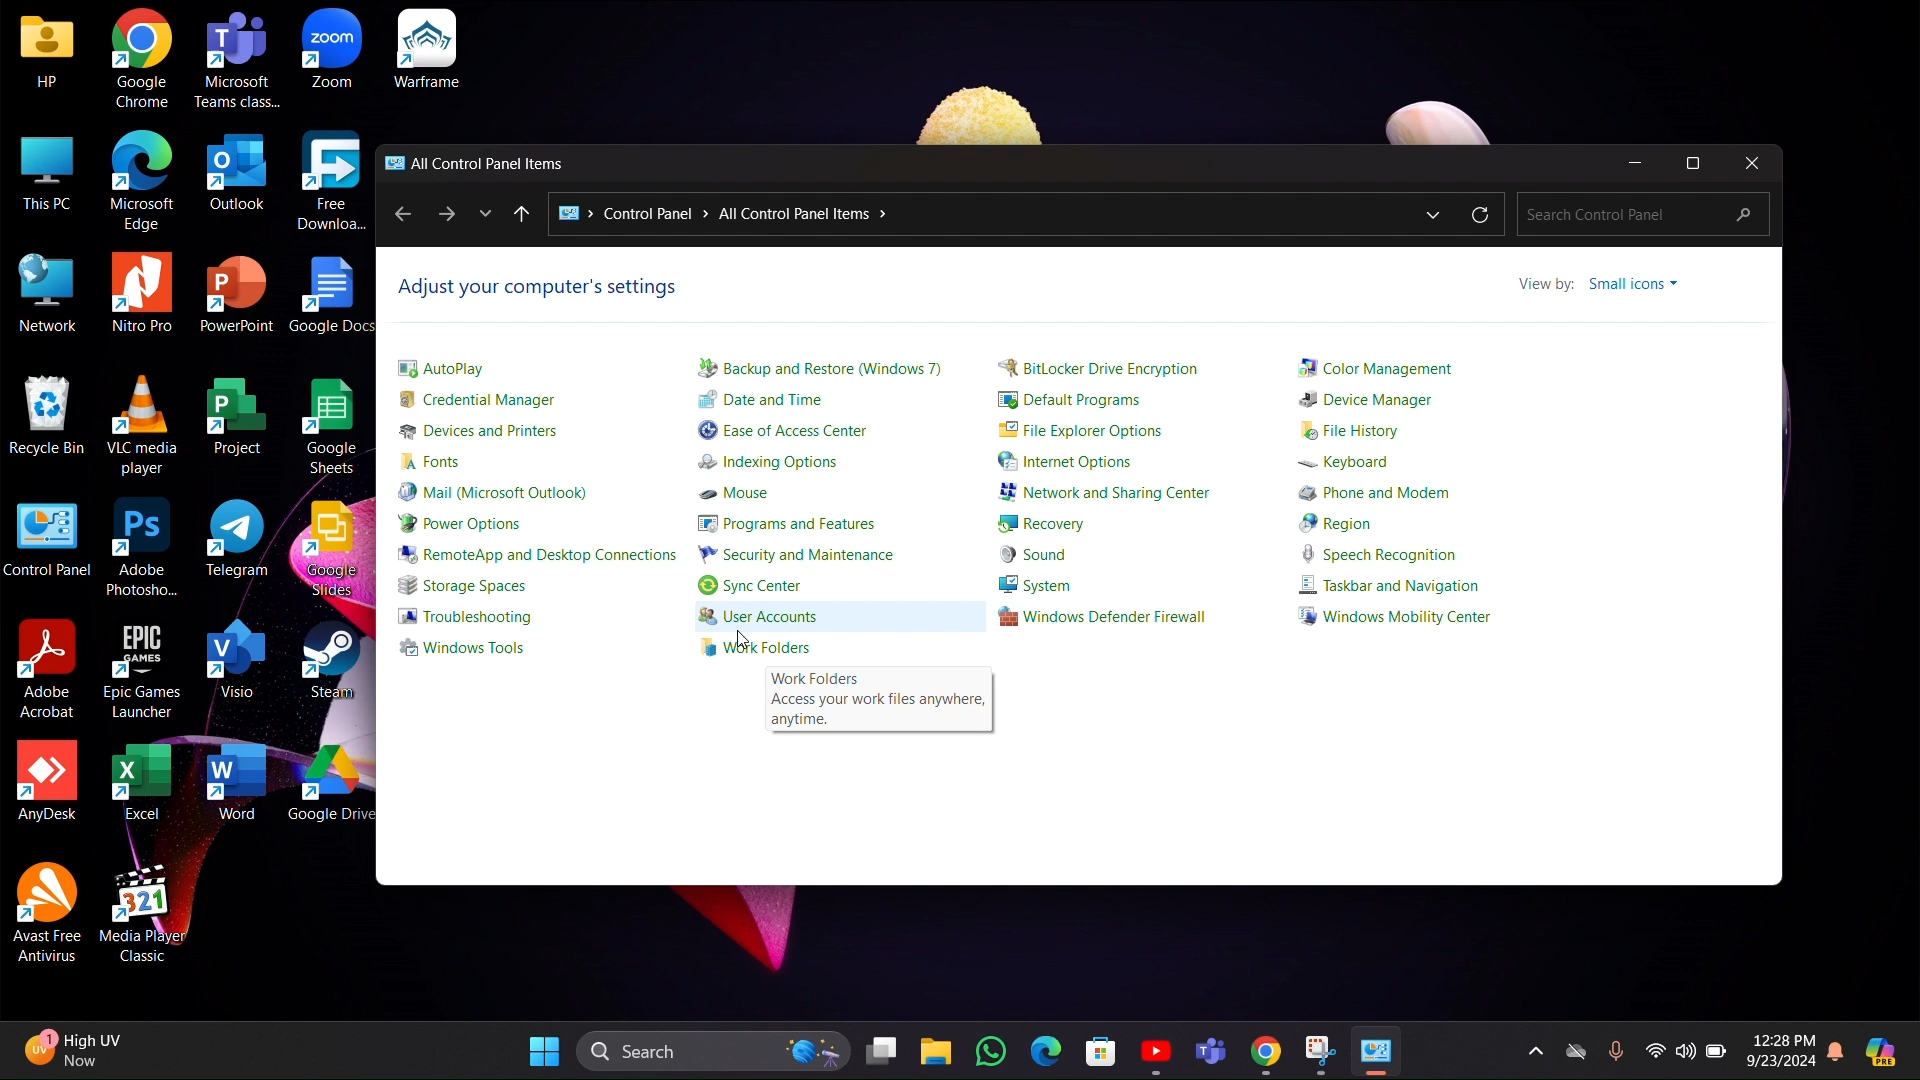 HP
Google
Chrome
Microsoft
Teams class...
zoom
Zoom
Warframe
This PC
Microsoft
Edge
Outlook
Free
Downloa...
Network
Nitro Pro
PowerPoint
Google Docs
Recycle Bin
VLC media
player
Project
Google
Sheets
Control Panel
Ps
Adobe
Photosho...
Telegram
Google
Slides
Adobe
Acrobat
EPIC
GAMES
Epic Games
Launcher
Visio
Steam
AnyDesk
Excel
Word
Google Drive
Avast Free
Antivirus
321
Media Player
Classic
All Control Panel Items
Control Panel > All Control Panel Items >
Search Control Panel
Adjust your computer's settings
View by: Small icons
AutoPlay
Backup and Restore (Windows 7)
BitLocker Drive Encryption
Color Management
Credential Manager
Date and Time
Default Programs
Device Manager
Devices and Printers
Ease of Access Center
File Explorer Options
File History
Fonts
Indexing Options
Internet Options
Keyboard
Mail (Microsoft Outlook)
Mouse
Network and Sharing Center
Phone and Modem
Power Options
Programs and Features
Recovery
Region
RemoteApp and Desktop Connections
Security and Maintenance
Sound
Speech Recognition
Storage Spaces
Sync Center
System
Taskbar and Navigation
Troubleshooting
User Accounts
Windows Defender Firewall
Windows Mobility Center
Windows Tools
Work Folders
Work Folders
Access your work files anywhere,
anytime.
UV
1
High UV
Now
Search
12:28 PM
9/23/2024
PRE